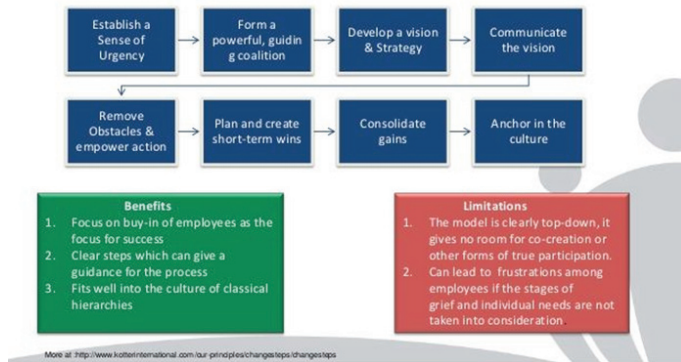 Establish a
Sense of
Urgency
Form a
powerful, guidin
g coalition
Develop a vision
& Strategy
Communicate
the vision
Remove
Obstacles &
empower action
Plan and create
short-term wins
Consolidate
gains
Anchor in the
culture
Benefits
1. Focus on buy-in of employees as the
focus for success
2. Clear steps which can give a
guidance for the process
3. Fits well into the culture of classical
hierarchies
Limitations
1. The model is clearly top-down, it
gives no room for co-creation or
other forms of true participation.
2. Can lead to frustrations among
employees if the stages of
grief and individual needs are not
taken into consideration.
More at :http://www.kotterinternational.com/our-principles/changesteps/changesteps